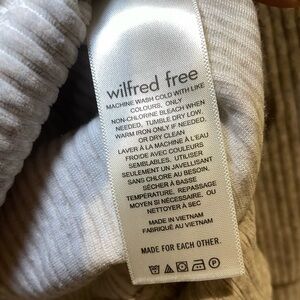 wilfred free
MACHINE WASH COLD WITH LIKE
COLOURS, ONLY
NON-CHLORINE BLEACH WHEN
NEEDED, TUMBLE DRY LOW,
WARM IRON ONLY IF NEEDED,
OR DRY CLEAN
LAVER À LA MACHINE À L'EAU
FROIDE AVEC COULEURS
SEMBLABLES, UTILISER
SEULEMENT UN JAVELLISANT
SANS CHLORE AU BESOIN,
SÉCHER À BASSE
TEMPERATURE, REPASSAGE
MOYEN SI NÉCESSAIRE, OU
NETTOYER À SEC
MADE IN VIETNAM
FABRIQUÉ AU VIETNAM
MADE FOR EACH OTHER.
P